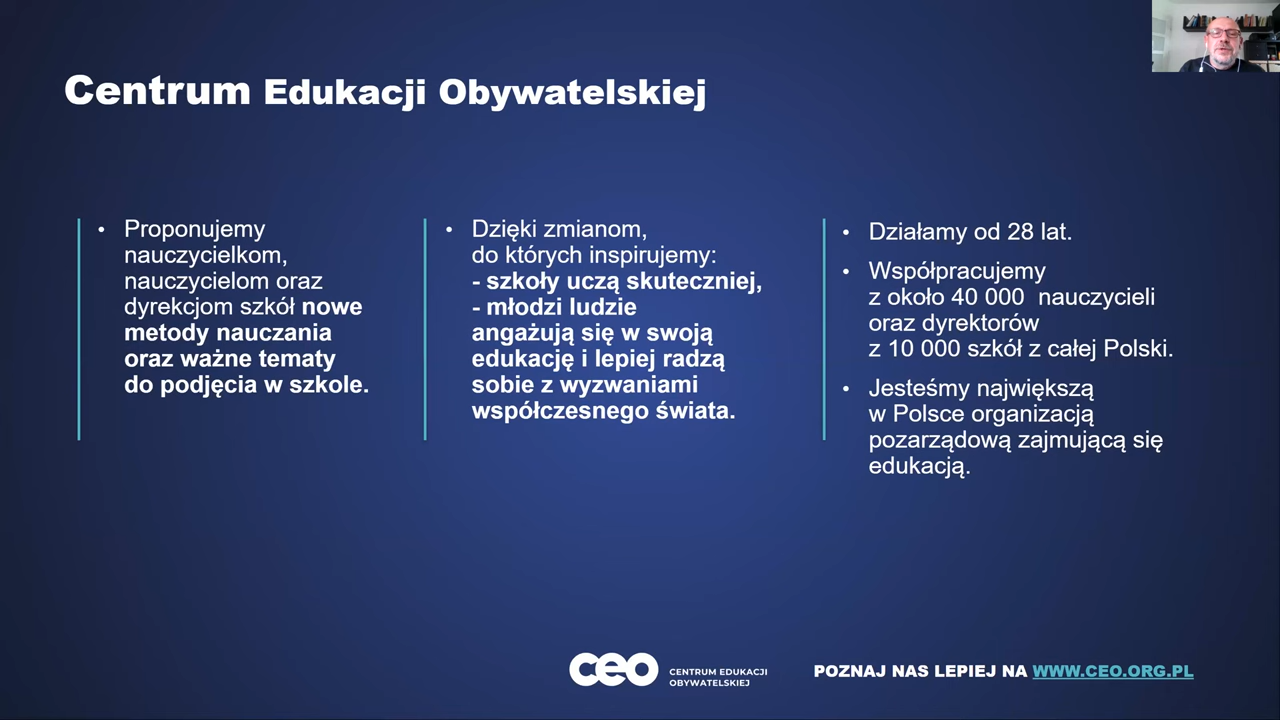 Centrum Edukacji Obywatelskiej
• Proponujemy
nauczycielkom,
nauczycielom oraz
dyrekcjom szkół nowe
metody nauczania
oraz ważne tematy
do podjęcia w szkole.
• Dzięki zmianom,
do których inspirujemy:
- szkoły uczą skuteczniej,
- młodzi ludzie
angażują się w swoją
edukację i lepiej radzą
sobie z wyzwaniami
współczesnego świata.
• Działamy od 28 lat.
• Współpracujemy
z około 40 000 nauczycieli
oraz dyrektorów
z 10 000 szkół z całej Polski.
• Jesteśmy największą
w Polsce organizacją
pozarządową zajmującą się
edukacją.
ceo
CENTRUM EDUKACJI
OBYWATELSKIEJ
POZNAJ NAS LEPIEJ NA WWW.CEO.ORG.PL